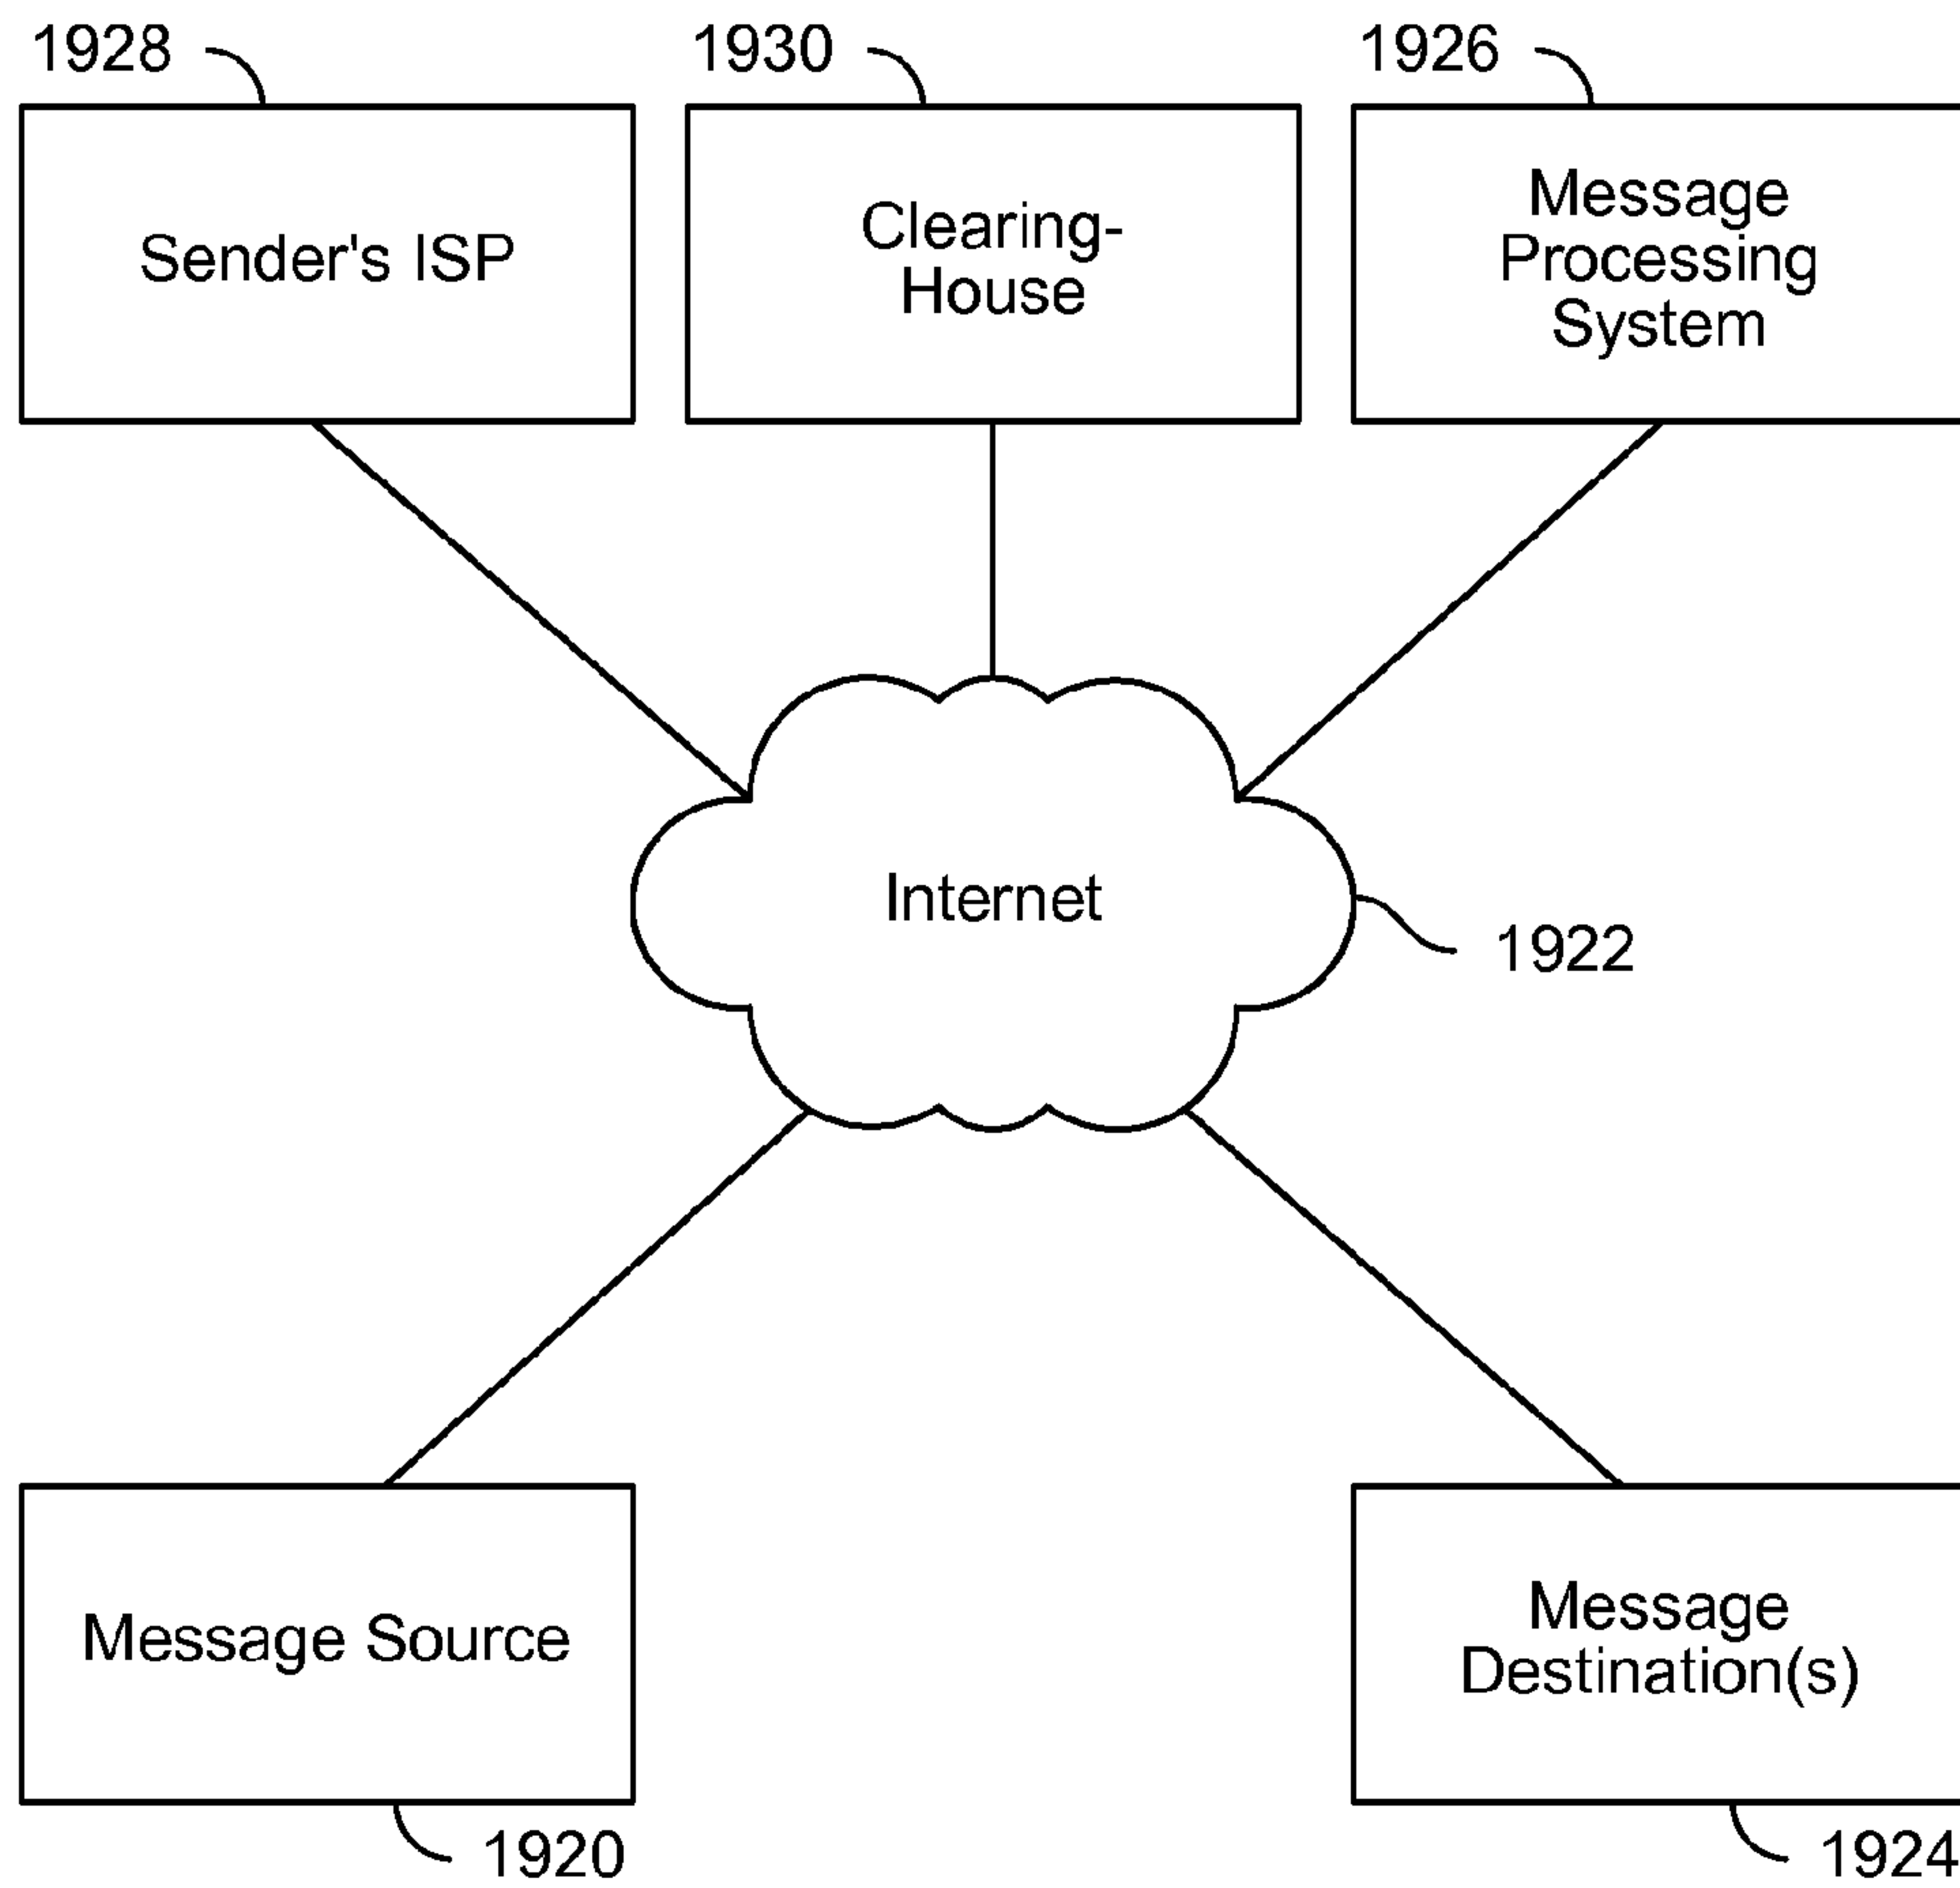 1928
1930
1926
Sender's ISP
Clearing-
House
Message
Processing
System
Internet
1922
Message Source
Message
Destination(s)
1920
1924